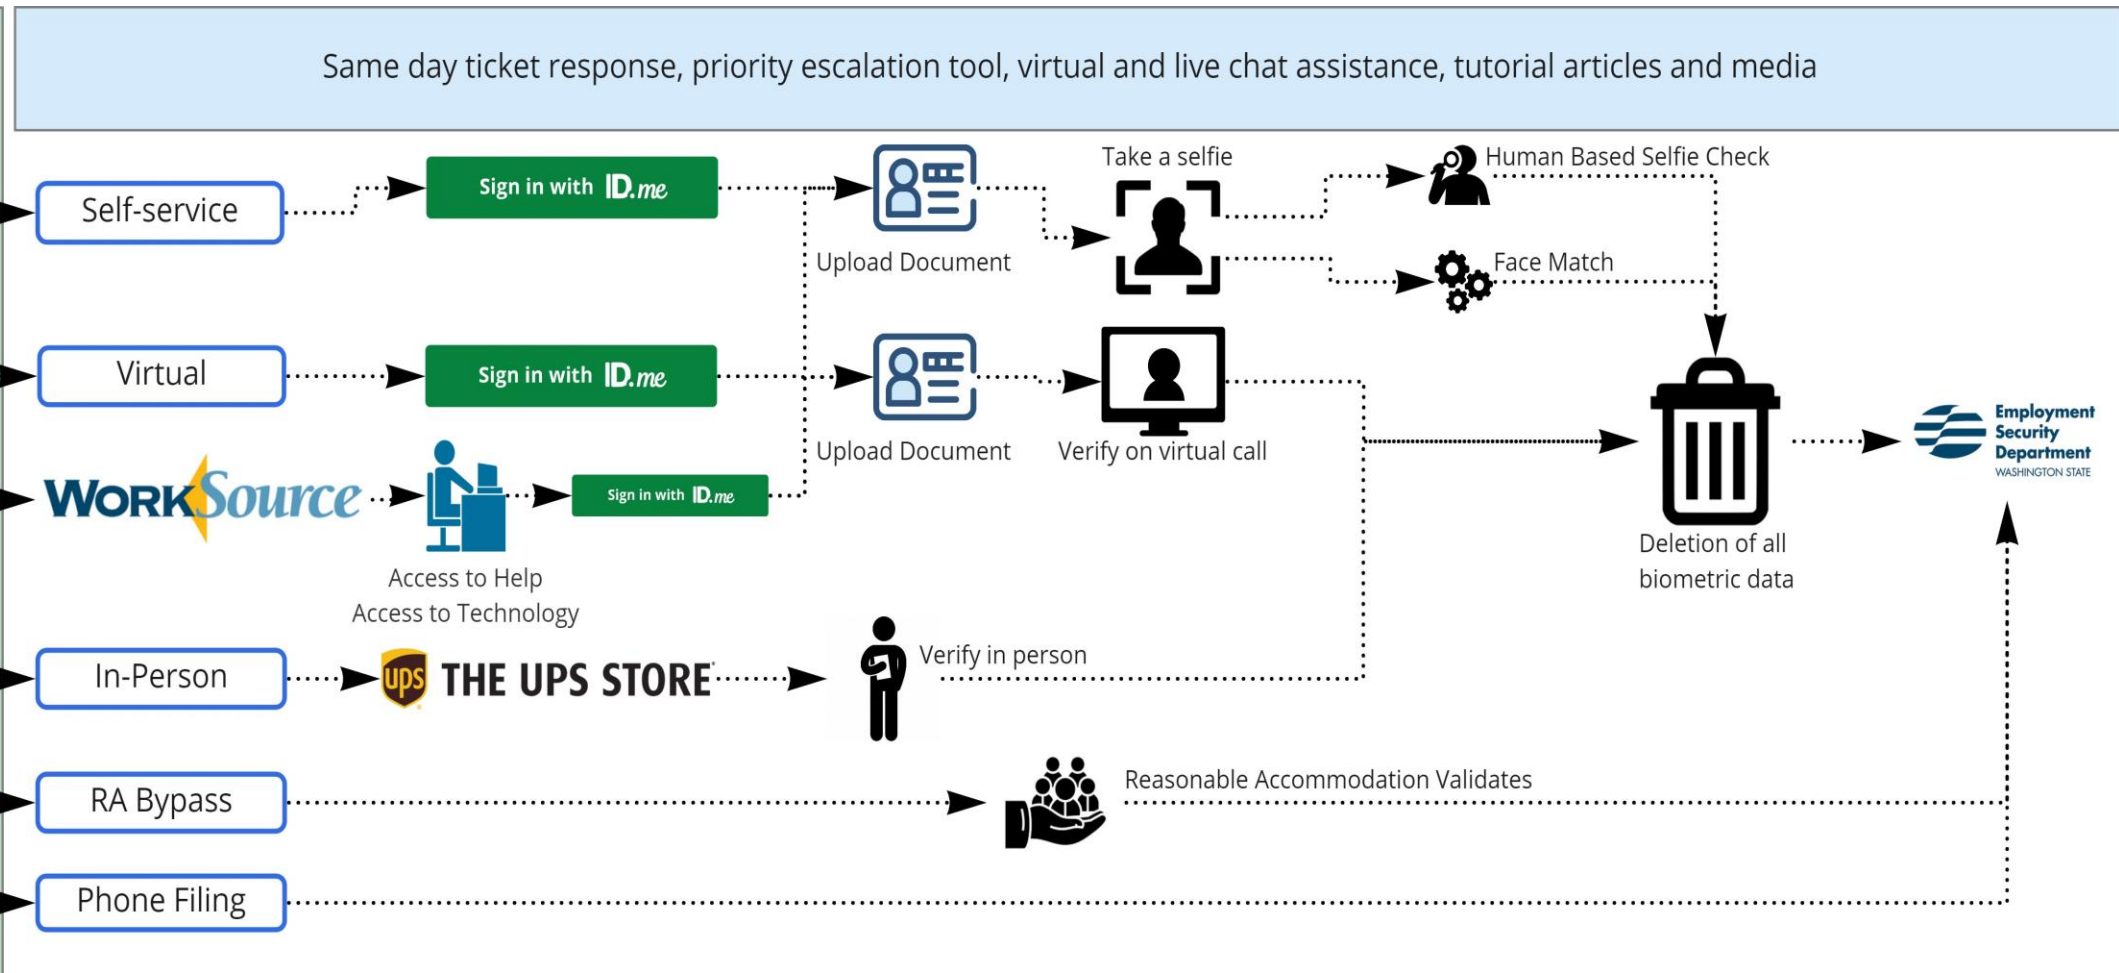 Same day ticket response, priority escalation tool, virtual and live chat assistance, tutorial articles and media
Self-service
Sign in with ID.me
Upload Document
Take a selfie
Human Based Selfie Check
Face Match
Virtual
Sign in with ID.me
Upload Document
Verify on virtual call
WorkSource
Access to Help
Access to Technology
Sign in with ID.me
Deletion of all
biometric data
Employment
Security
Department
WASHINGTON STATE
In-Person
ups THE UPS STORE
Verify in person
RA Bypass
Reasonable Accommodation Validates
Phone Filing